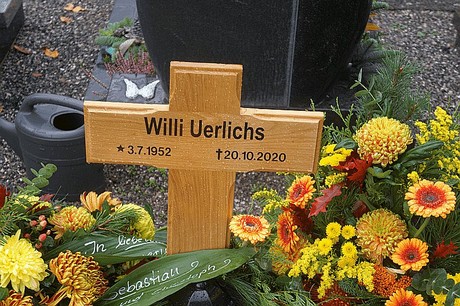 Willi Uerlichs
★3.7.1952 †20.10.2020
In liebe
Sebastian